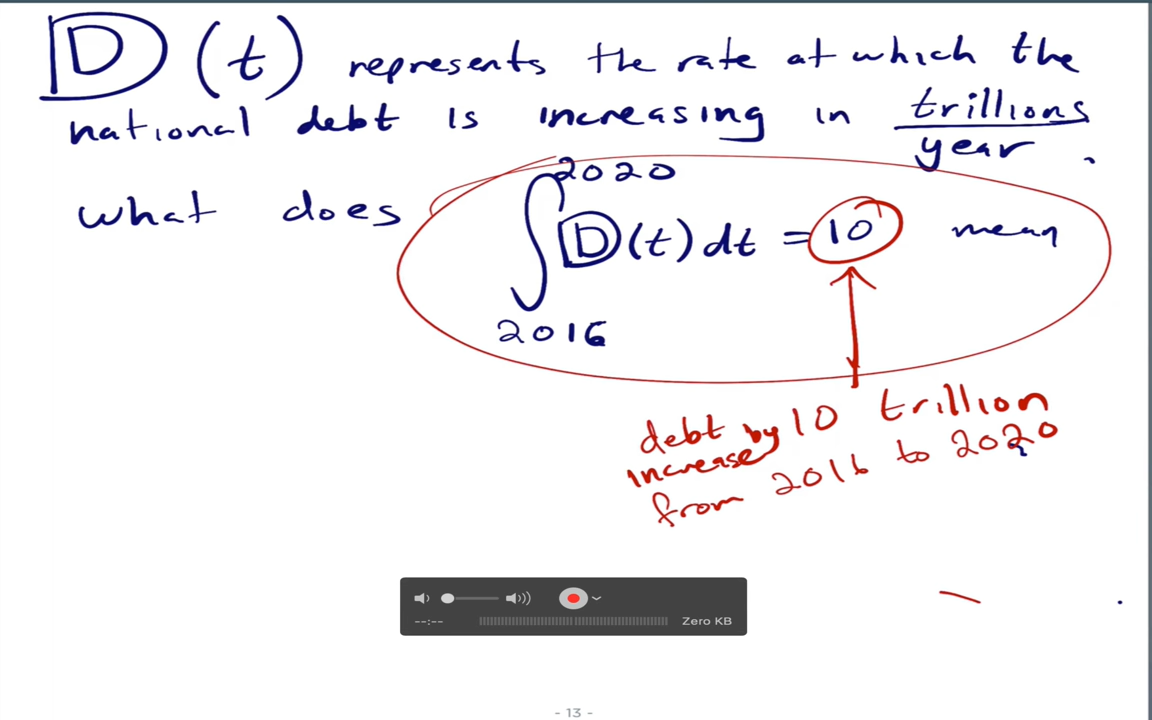 D(t) represents the rate at which the
national debt is increasing in trillions/year.
what does ∫_2016^2020 D(t) dt = 10 mean
debt by 10 trillion
increase
from 2016 to 2020
--:--
Zero KB
- 13 -